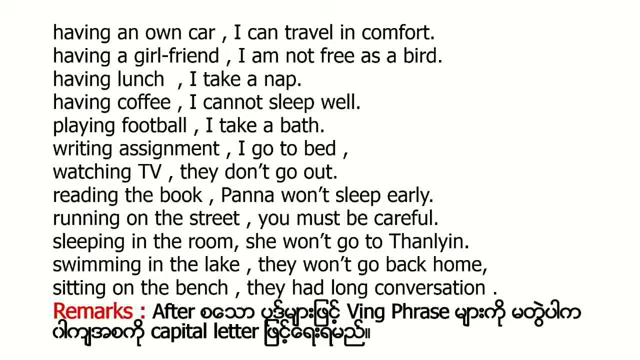 having an own car , I can travel in comfort.
having a girl-friend , I am not free as a bird.
having lunch  , I take a nap.
having coffee , I cannot sleep well.
playing football , I take a bath.
writing assignment , I go to bed ,
watching TV , they don’t go out.
reading the book , Panna won’t sleep early.
running on the street , you must be careful.
sleeping in the room, she won’t go to Thanlyin.
swimming in the lake , they won’t go back home,
sitting on the bench , they had long conversation .
Remarks : After စသော ပုဒ်များဖြင့် Ving Phrase များကို မတွဲပါက
ဝါကျအစကို capital letter ဖြင့်ရေးရမည်။